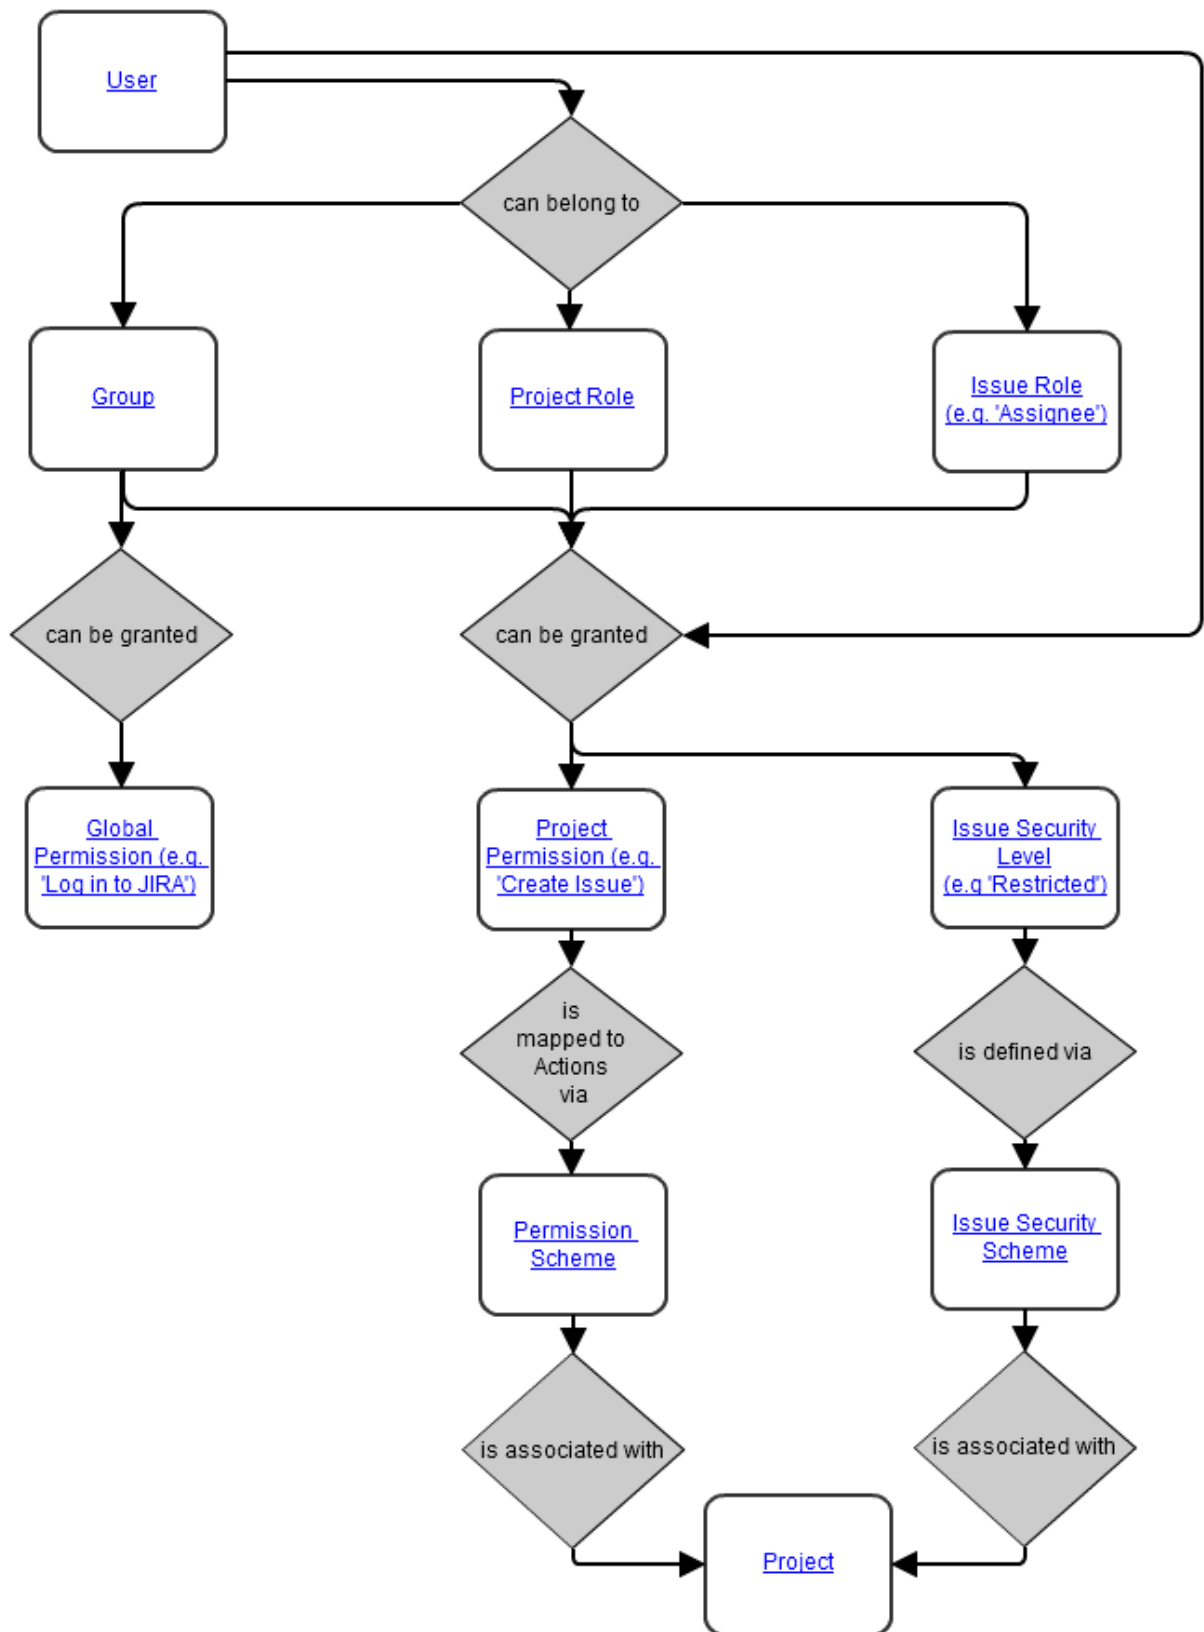 User
can belong to
Group
Project Role
Issue Role
(e.g. 'Assignee')
can be granted
can be granted
Global
Permission (e.g.
'Log in to JIRA')
Project
Permission (e.g.
'Create Issue')
Issue Security
Level
(e.g 'Restricted')
is
mapped to
Actions
via
is defined via
Permission
Scheme
Issue Security
Scheme
is associated with
is associated with
Project